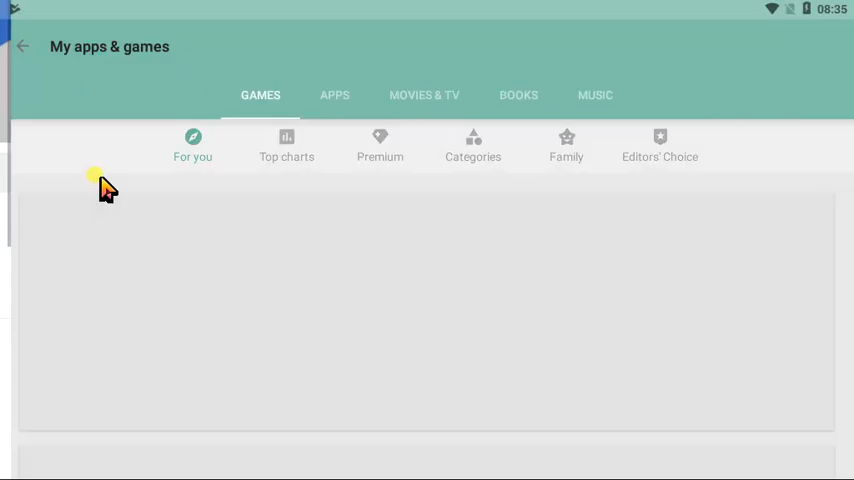 08:35
My apps & games
GAMES APPS MOVIES & TV BOOKS MUSIC
For you Top charts Premium Categories Family Editors' Choice